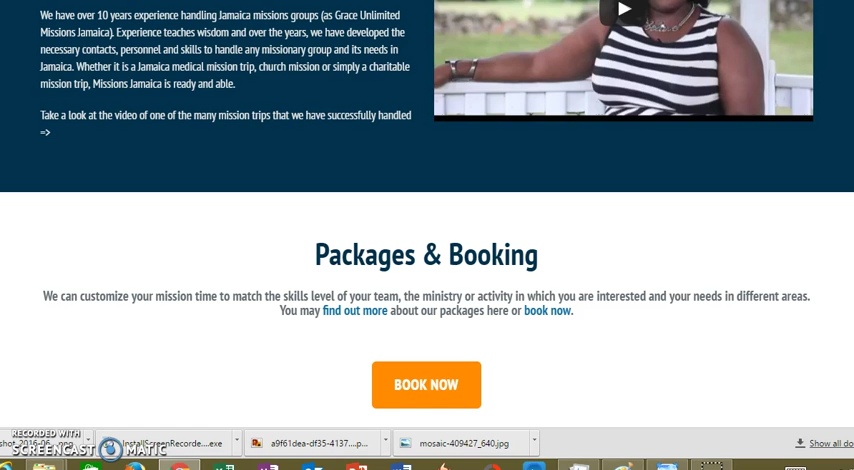 We have over 10 years experience handling Jamaica missions groups (as Grace Unlimited
Missions Jamaica). Experience teaches wisdom and over the years, we have developed the
necessary contacts, personnel and skills to handle any missionary group and its needs in
Jamaica. Whether it is a Jamaica medical mission trip, church mission or simply a charitable
mission trip, Missions Jamaica is ready and able.
Take a look at the video of one of the many mission trips that we have successfully handled
=>
Packages & Booking
We can customize your mission time to match the skills level of your team, the ministry or activity in which you are interested and your needs in different areas.
You may find out more about our packages here or book now.
BOOK NOW
RECORDED WITH
SCREENCAST MATIC
InstallScreenRecorde....exe
a9f61dea-df35-4137....p...
mosaic-409427_640.jpg
Show all do